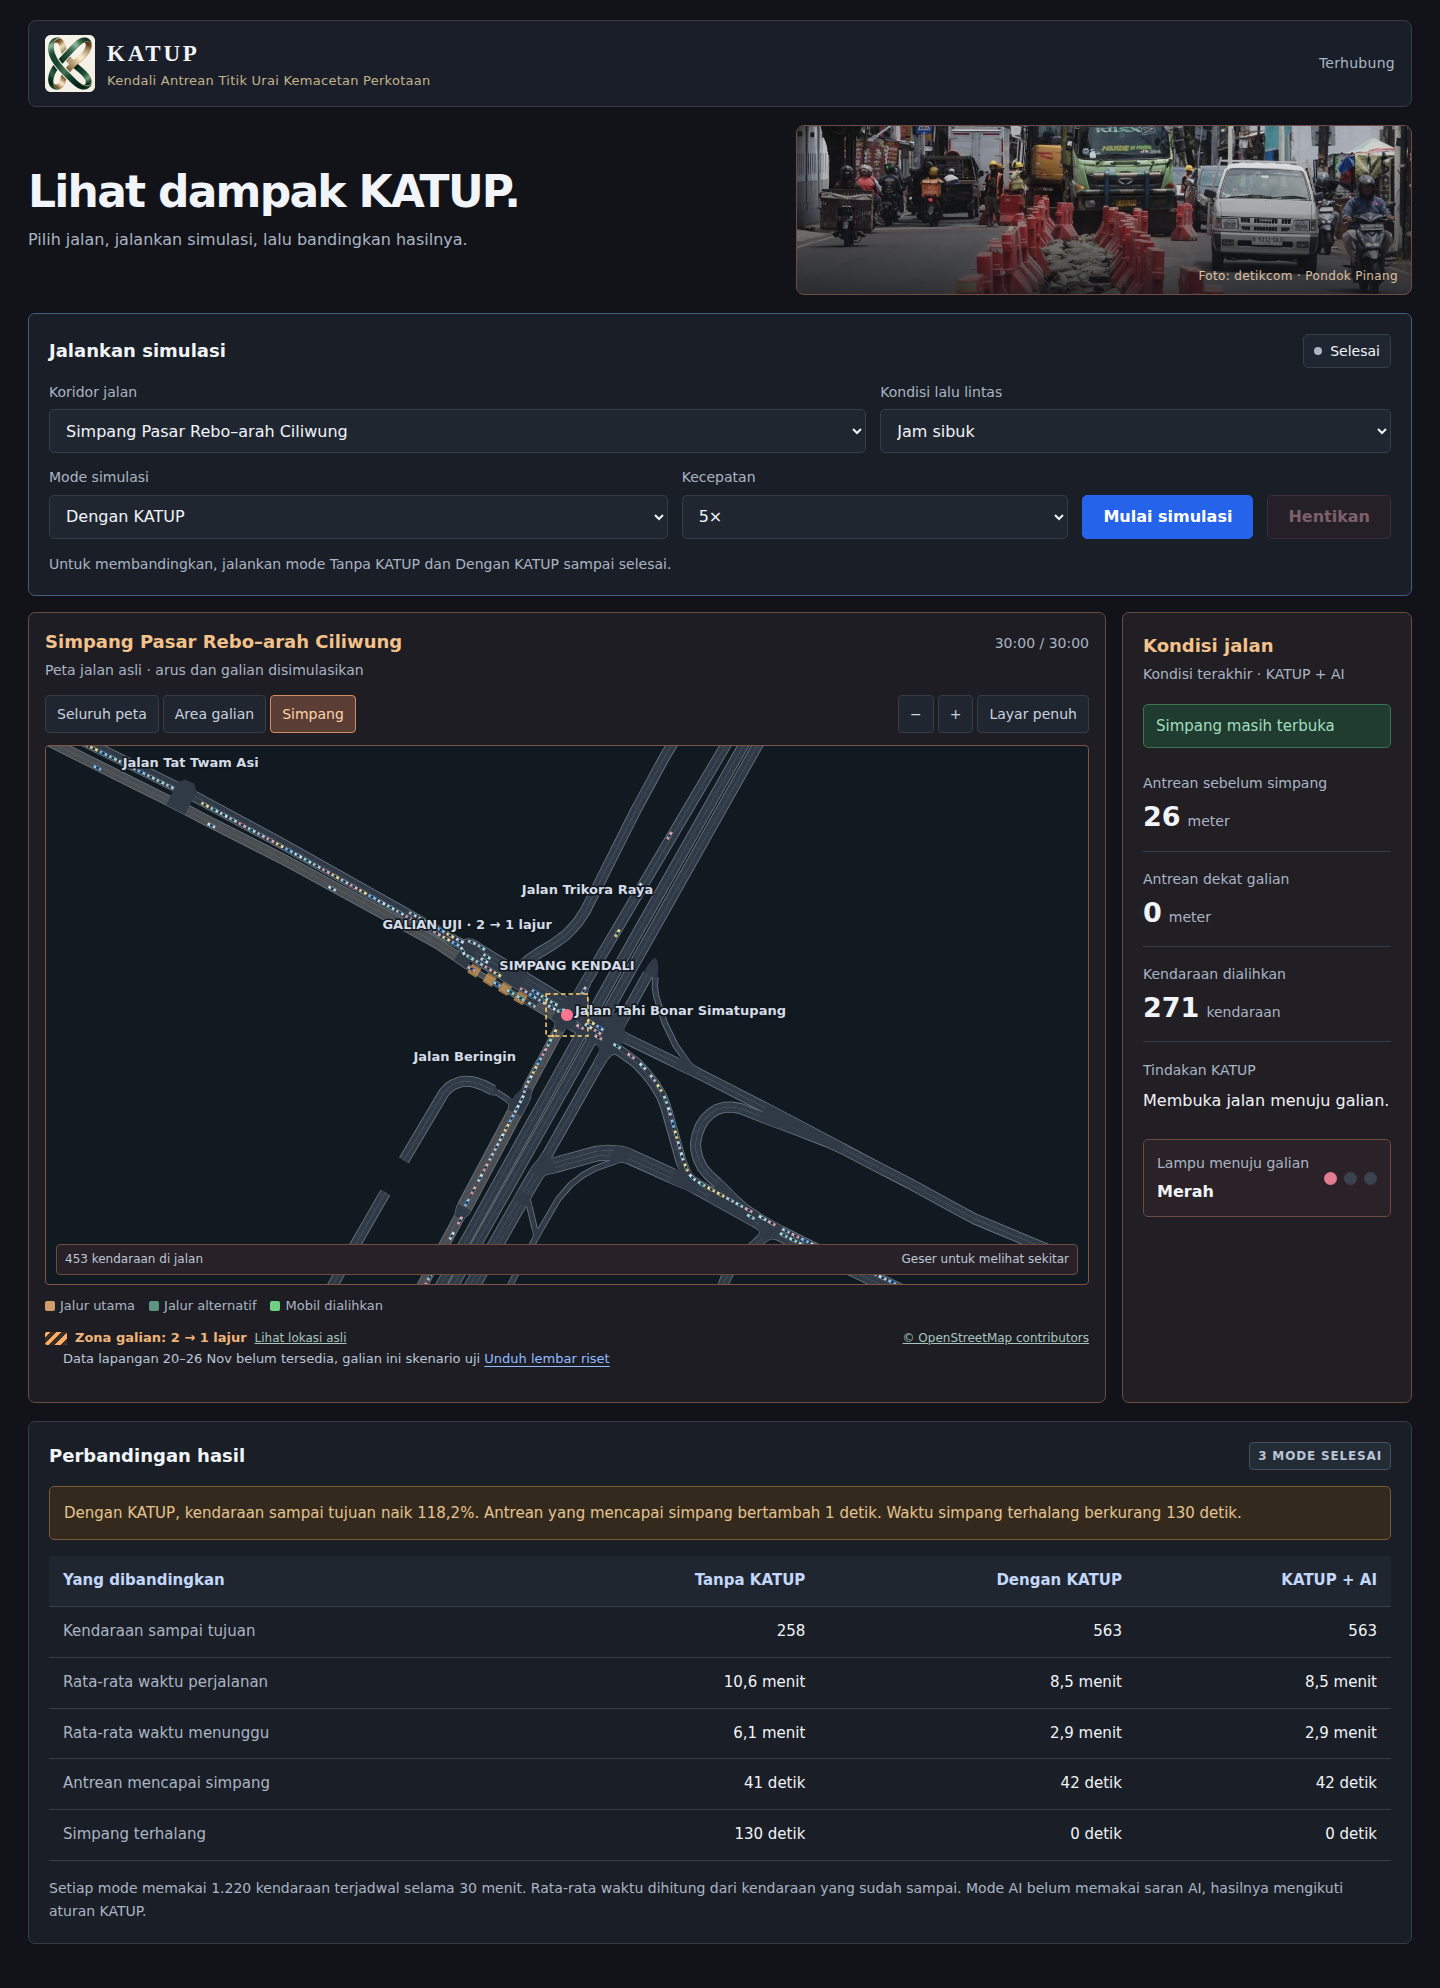 KATUP
Kendali Antrean Titik Urai Kemacetan Perkotaan
Terhubung
Lihat dampak KATUP.
Pilih jalan, jalankan simulasi, lalu bandingkan hasilnya.
Foto: detikcom · Pondok Pinang
Jalankan simulasi
Selesai
Koridor jalan
Kondisi lalu lintas
Simpang Pasar Rebo–arah Ciliwung
Jam sibuk
Mode simulasi
Kecepatan
Dengan KATUP
5×
Mulai simulasi
Hentikan
Untuk membandingkan, jalankan mode Tanpa KATUP dan Dengan KATUP sampai selesai.
Simpang Pasar Rebo–arah Ciliwung
30:00 / 30:00
Peta jalan asli · arus dan galian disimulasikan
Seluruh peta
Area galian
Simpang
−
+
Layar penuh
Jalan Tat Twam Asi
Jalan Trikora Raya
GALIAN UJI · 2 → 1 lajur
SIMPANG KENDALI
Jalan Tahi Bonar Simatupang
Jalan Beringin
453 kendaraan di jalan
Geser untuk melihat sekitar
Jalur utama
Jalur alternatif
Mobil dialihkan
Zona galian: 2 → 1 lajur
Lihat lokasi asli
© OpenStreetMap contributors
Data lapangan 20–26 Nov belum tersedia, galian ini skenario uji Unduh lembar riset
Kondisi jalan
Kondisi terakhir · KATUP + AI
Simpang masih terbuka
Antrean sebelum simpang
26 meter
Antrean dekat galian
0 meter
Kendaraan dialihkan
271 kendaraan
Tindakan KATUP
Membuka jalan menuju galian.
Lampu menuju galian
Merah
Perbandingan hasil
3 MODE SELESAI
Dengan KATUP, kendaraan sampai tujuan naik 118,2%. Antrean yang mencapai simpang bertambah 1 detik. Waktu simpang terhalang berkurang 130 detik.
Yang dibandingkan Tanpa KATUP Dengan KATUP KATUP + AI
Kendaraan sampai tujuan 258 563 563
Rata-rata waktu perjalanan 10,6 menit 8,5 menit 8,5 menit
Rata-rata waktu menunggu 6,1 menit 2,9 menit 2,9 menit
Antrean mencapai simpang 41 detik 42 detik 42 detik
Simpang terhalang 130 detik 0 detik 0 detik
Setiap mode memakai 1.220 kendaraan terjadwal selama 30 menit. Rata-rata waktu dihitung dari kendaraan yang sudah sampai. Mode AI belum memakai saran AI, hasilnya mengikuti
aturan KATUP.